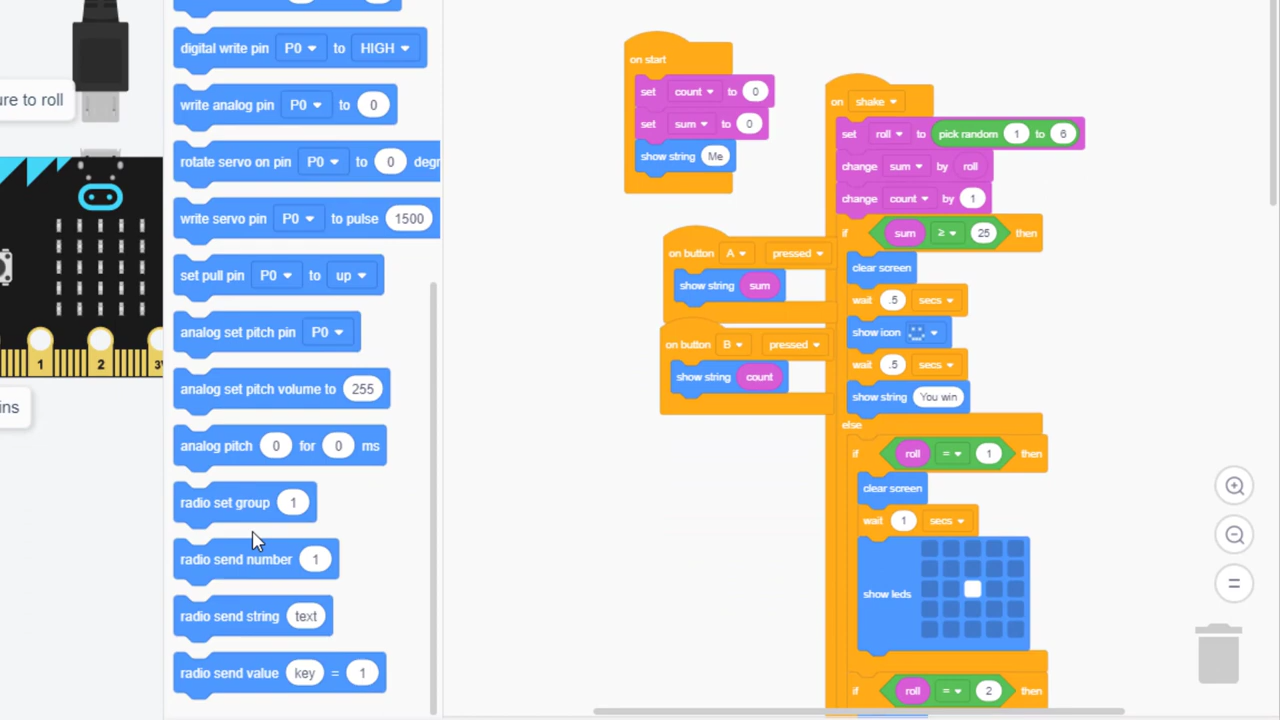 ure to roll
1
2
ins
digital write pin P0 to HIGH
write analog pin P0 to 0
rotate servo on pin P0 to 0 degr
write servo pin P0 to pulse 1500
set pull pin P0 to up
analog set pitch pin P0
analog set pitch volume to 255
analog pitch 0 for 0 ms
radio set group 1
radio send number 1
radio send string text
radio send value key = 1
on start
set count to 0
set sum to 0
show string Me
on button A pressed
show string sum
on button B pressed
show string count
on shake
set roll to pick random 1 to 6
change sum by roll
change count by 1
if sum ≥ 25 then
clear screen
wait .5 secs
show icon
wait .5 secs
show string You win
else
if roll = 1 then
clear screen
wait 1 secs
show leds
if roll = 2 then